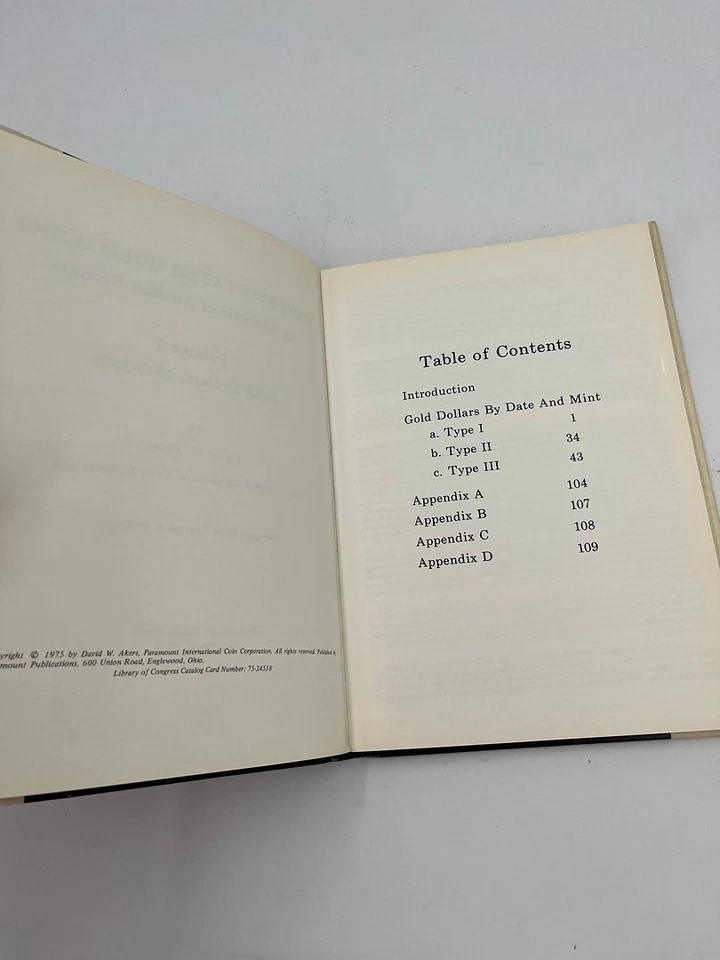 yright © 1975 by David W. Akers, Paramount International Coin Corporation. All rights reserved. Published by
mount Publications, 600 Union Road, Englewood, Ohio.
Library of Congress Catalog Card Number: 75-24518
Table of Contents
Introduction
Gold Dollars By Date And Mint
a. Type I 1
b. Type II 34
c. Type III 43
Appendix A 104
Appendix B 107
Appendix C 108
Appendix D 109